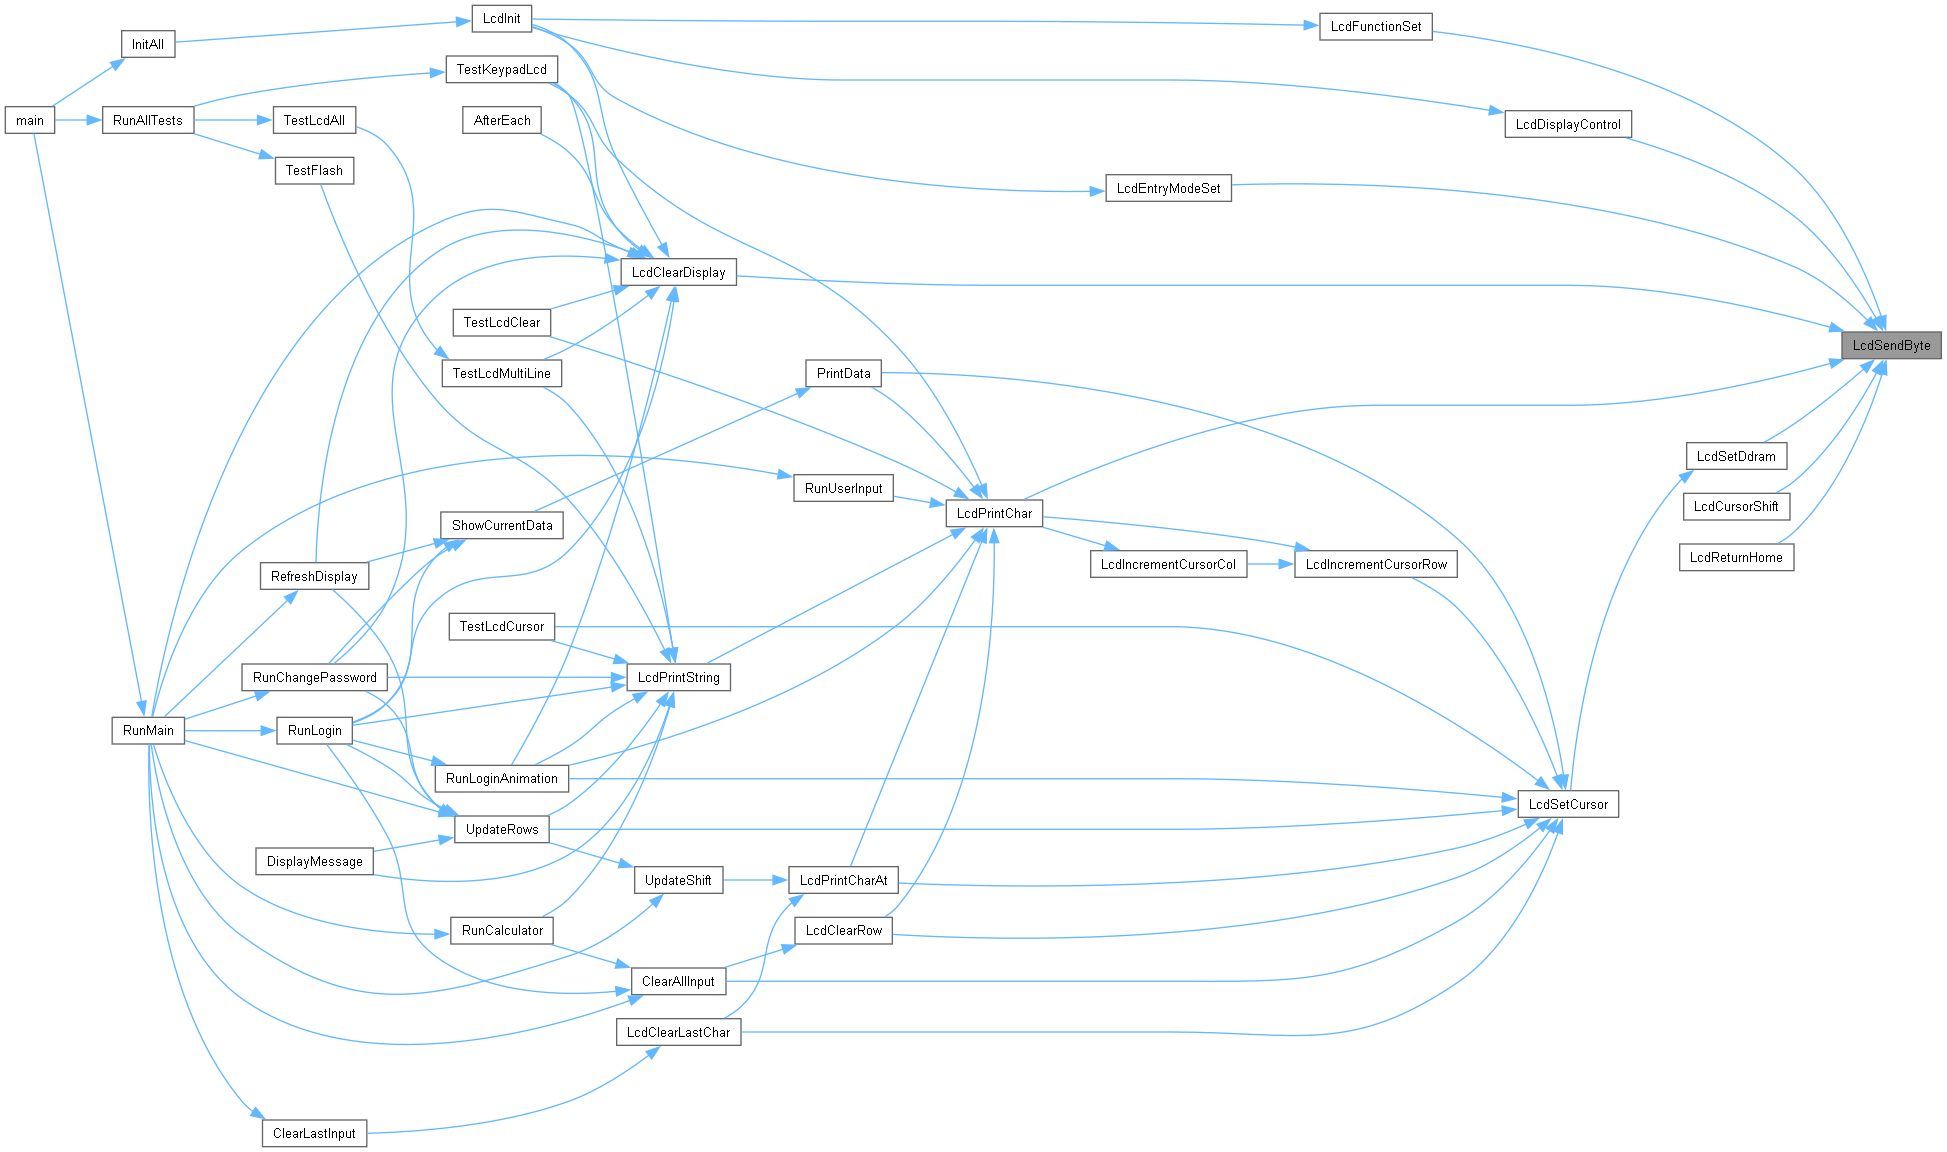 LcdInit
LcdFunctionSet
InitAll
TestKeypadLcd
main
RunAllTests
TestLcdAll
AfterEach
LcdDisplayControl
TestFlash
LcdEntryModeSet
LcdClearDisplay
TestLcdClear
LcdSendByte
TestLcdMultiLine
PrintData
LcdSetDdram
RunUserInput
LcdCursorShift
LcdPrintChar
ShowCurrentData
LcdReturnHome
RefreshDisplay
LcdIncrementCursorCol
LcdIncrementCursorRow
TestLcdCursor
RunChangePassword
LcdPrintString
RunMain
RunLogin
RunLoginAnimation
LcdSetCursor
UpdateRows
DisplayMessage
UpdateShift
LcdPrintCharAt
RunCalculator
LcdClearRow
ClearAllInput
LcdClearLastChar
ClearLastInput